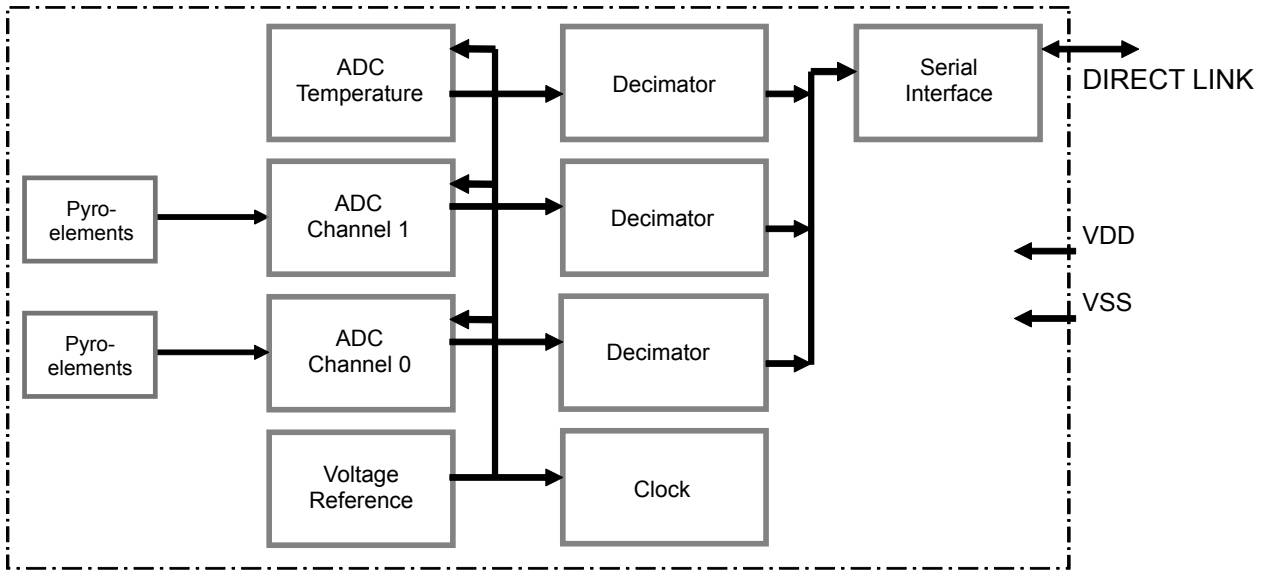 ADC
Temperature
Decimator
Serial
Interface
DIRECT LINK
Pyro-
elements
ADC
Channel 1
Decimator
VDD
VSS
Pyro-
elements
ADC
Channel 0
Decimator
Voltage
Reference
Clock